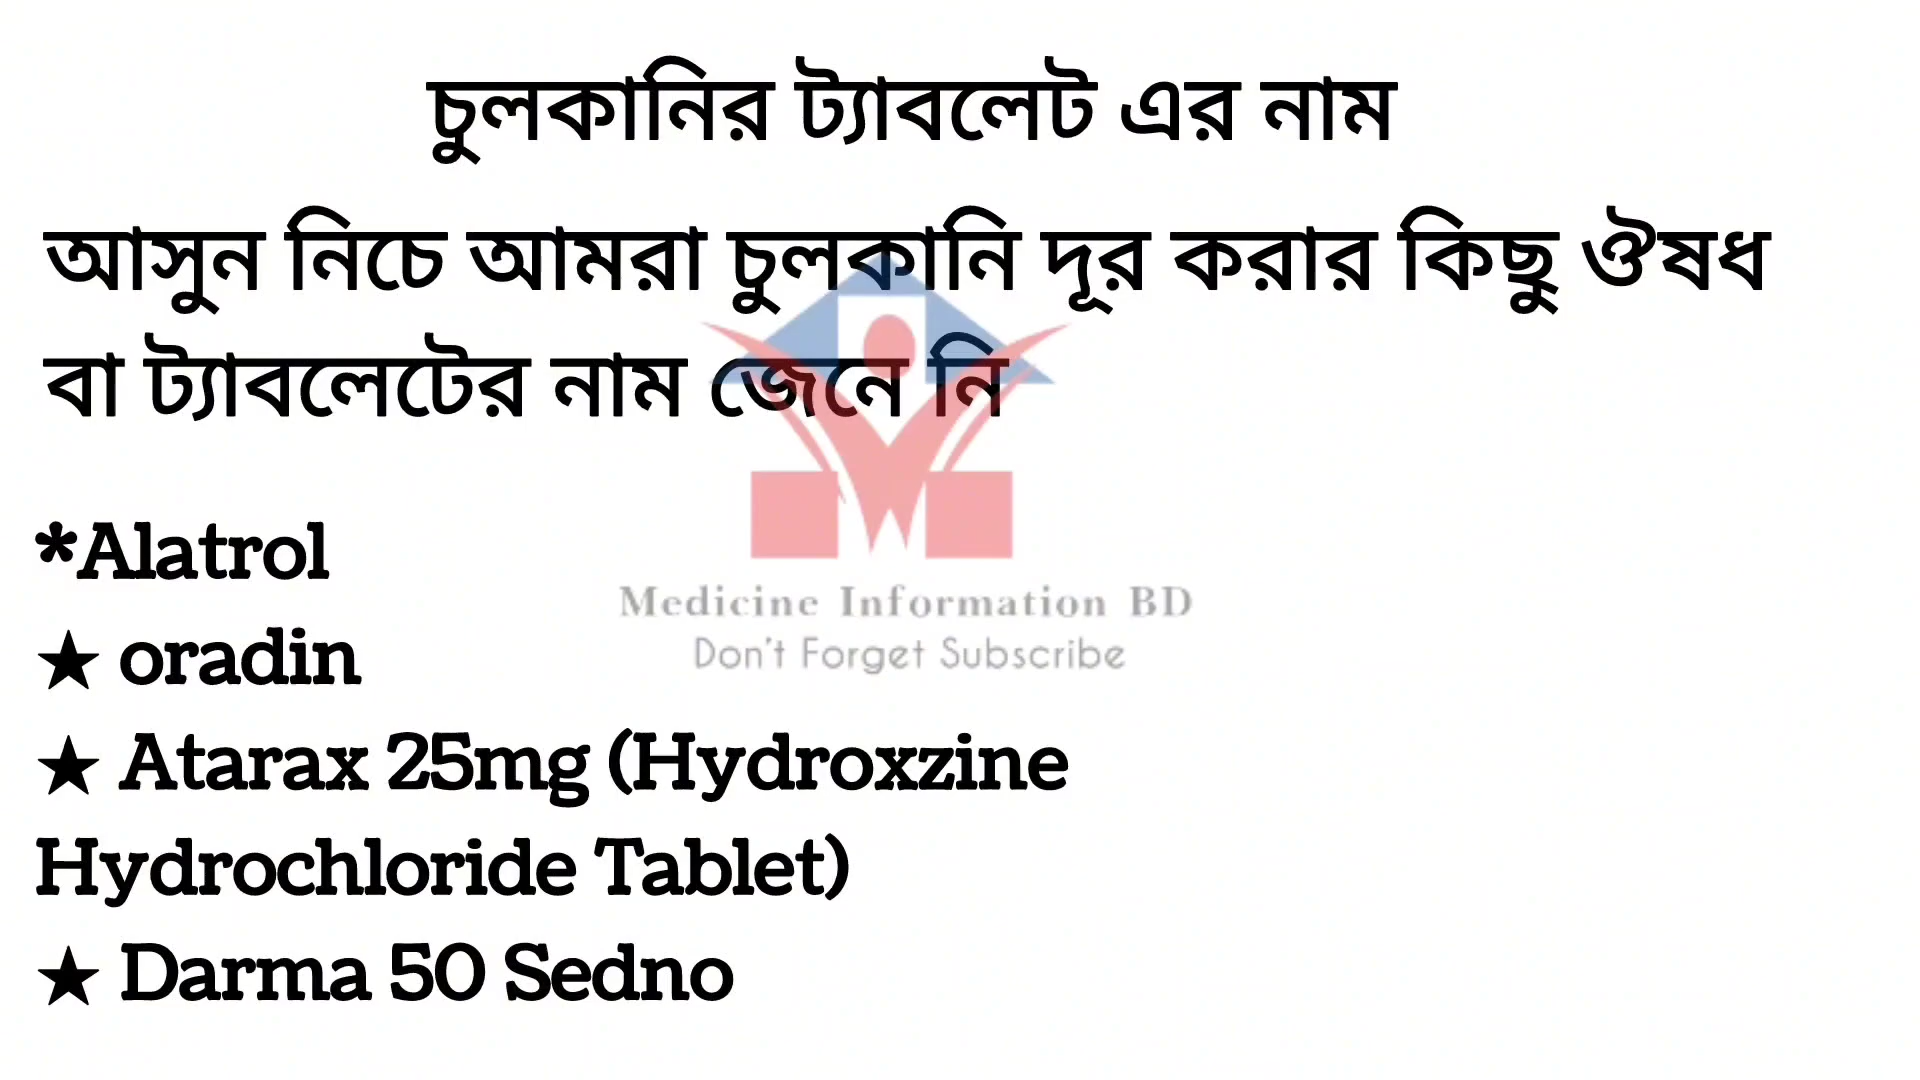 চুলকানির ট্যাবলেট এর নাম
আসুন নিচে আমরা চুলকানি দূর করার কিছু ঔষধ
বা ট্যাবলেটের নাম জেনে নি
*Alatrol
★ oradin
★ Atarax 25mg (Hydroxzine
Hydrochloride Tablet)
★ Darma 50 Sedno
Medicine Information BD
Don't Forget Subscribe